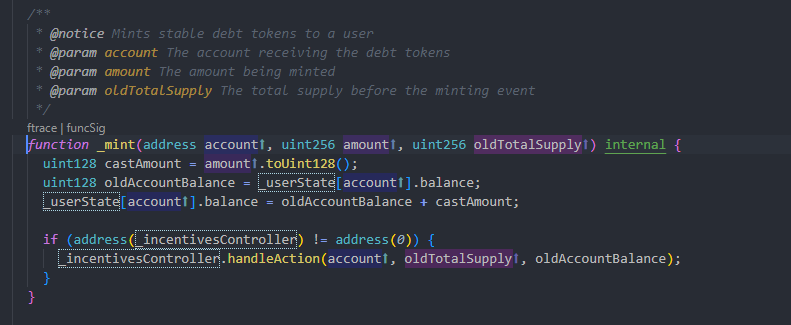 /**
* @notice Mints stable debt tokens to a user
* @param account The account receiving the debt tokens
* @param amount The amount being minted
* @param oldTotalSupply The total supply before the minting event
*/
ftrace | funcSig
function _mint(address account↑, uint256 amount↑, uint256 oldTotalSupply↑) internal {
uint128 castAmount = amount↑.toUint128();
uint128 oldAccountBalance = _userState[account↑].balance;
_userState[account↑].balance = oldAccountBalance + castAmount;
if (address(_incentivesController) != address(0)) {
_incentivesController.handleAction(account↑, oldTotalSupply↑, oldAccountBalance);
}
}